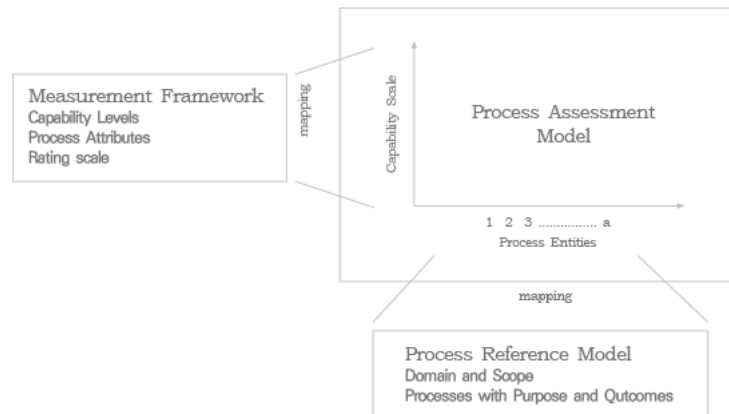 Measurement Framework
Capability Levels
Process Attributes
Rating scale
mapping
Capability Scale
Process Assessment
Model
1 2 3 ................ a
Process Entities
mapping
Process Reference Model
Domain and Scope
Processes with Purpose and Qutcomes